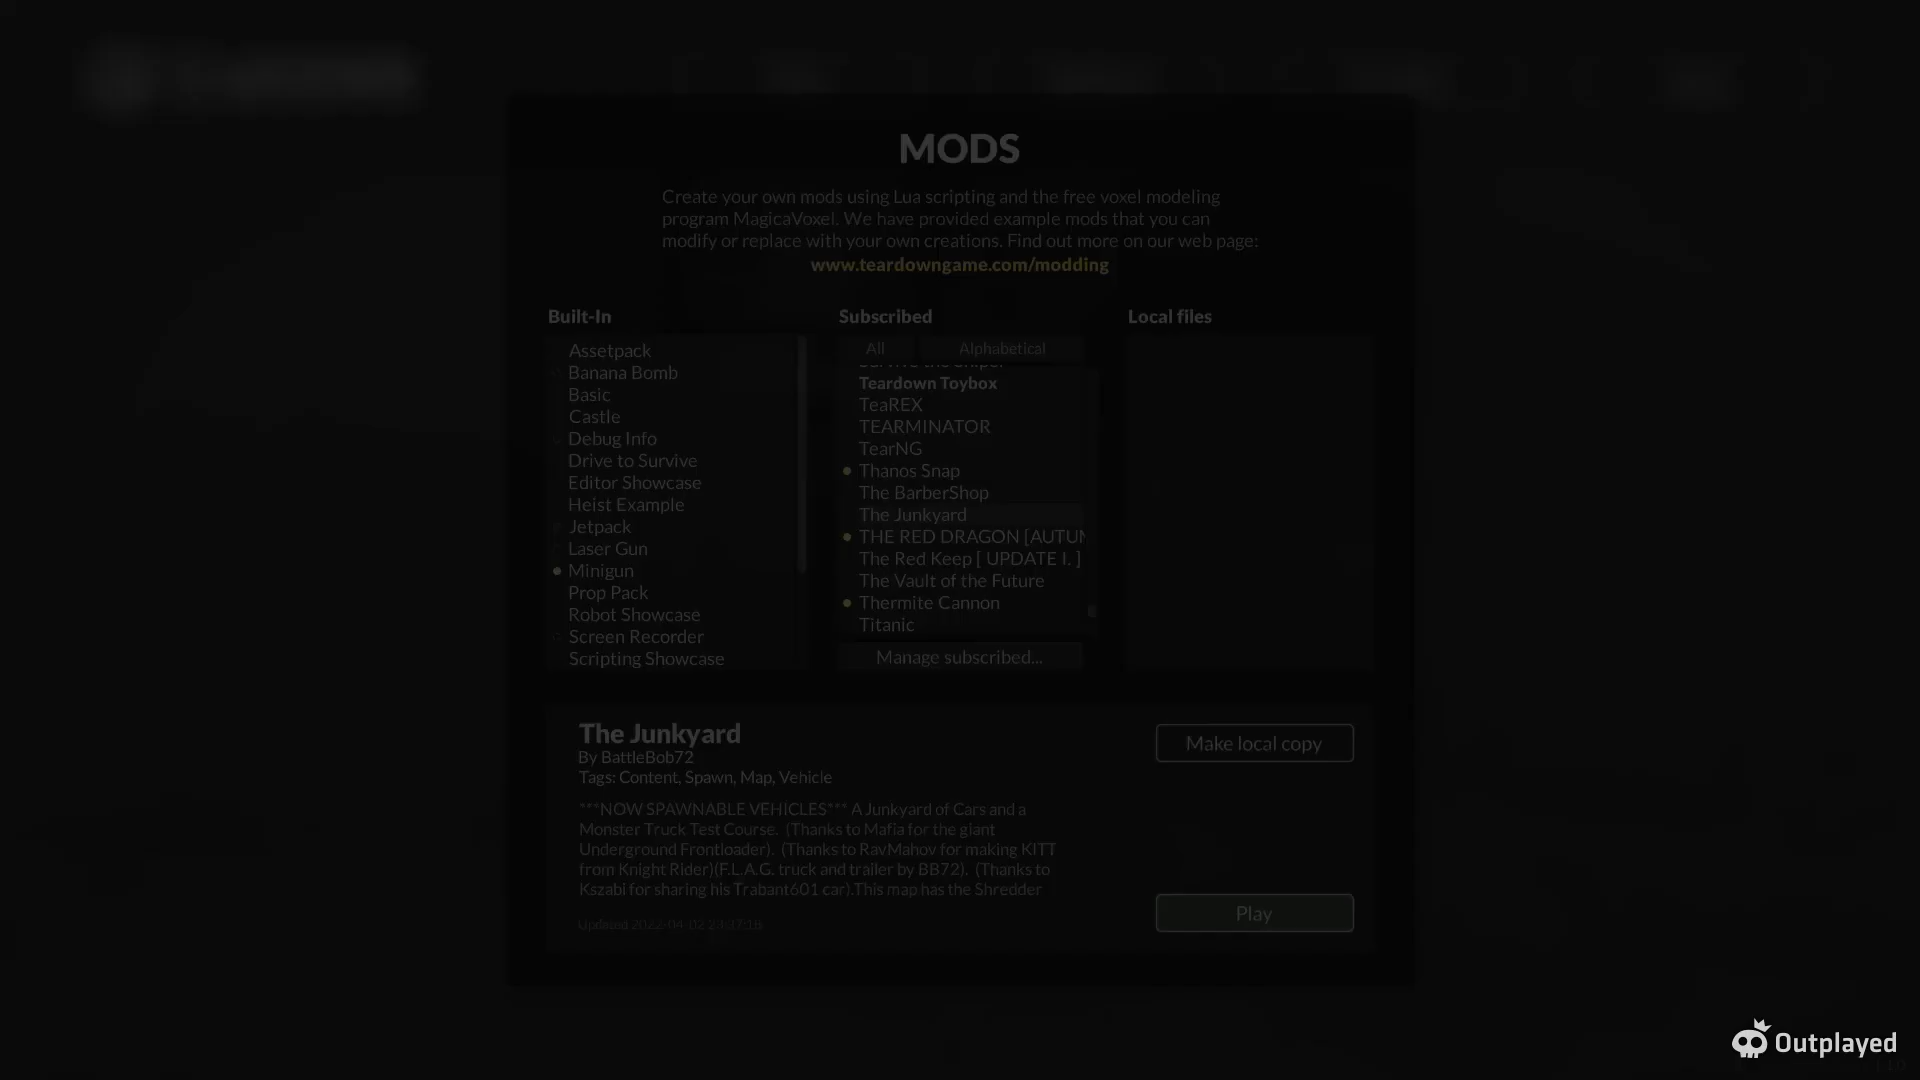 MODS
Create your own mods using Lua scripting and the free voxel modeling
program MagicaVoxel. We have provided example mods that you can
modify or replace with your own creations. Find out more on our web page:
www.teardowngame.com/modding
Built-In
Assetpack
Banana Bomb
Basic
Castle
Debug Info
Drive to Survive
Editor Showcase
Heist Example
Jetpack
Laser Gun
Minigun
Prop Pack
Robot Showcase
Screen Recorder
Scripting Showcase
Subscribed
All Alphabetical
Teardown Toybox
TeaREX
TEARMINATOR
TearNG
Thanos Snap
The BarberShop
The Junkyard
THE RED DRAGON [AUTUM
The Red Keep [ UPDATE I. ]
The Vault of the Future
Thermite Cannon
Titanic
Manage subscribed...
Local files
The Junkyard
By BattleBob72
Tags: Content, Spawn, Map, Vehicle
***NOW SPAWNABLE VEHICLES*** A Junkyard of Cars and a
Monster Truck Test Course. (Thanks to Mafia for the giant
Underground Frontloader). (Thanks to RavMahov for making KITT
from Knight Rider)(F.L.A.G. truck and trailer by BB72). (Thanks to
Kszabi for sharing his Trabant601 car).This map has the Shredder
Updated 2022-04-02 23:37:18
Make local copy
Play
Outplayed